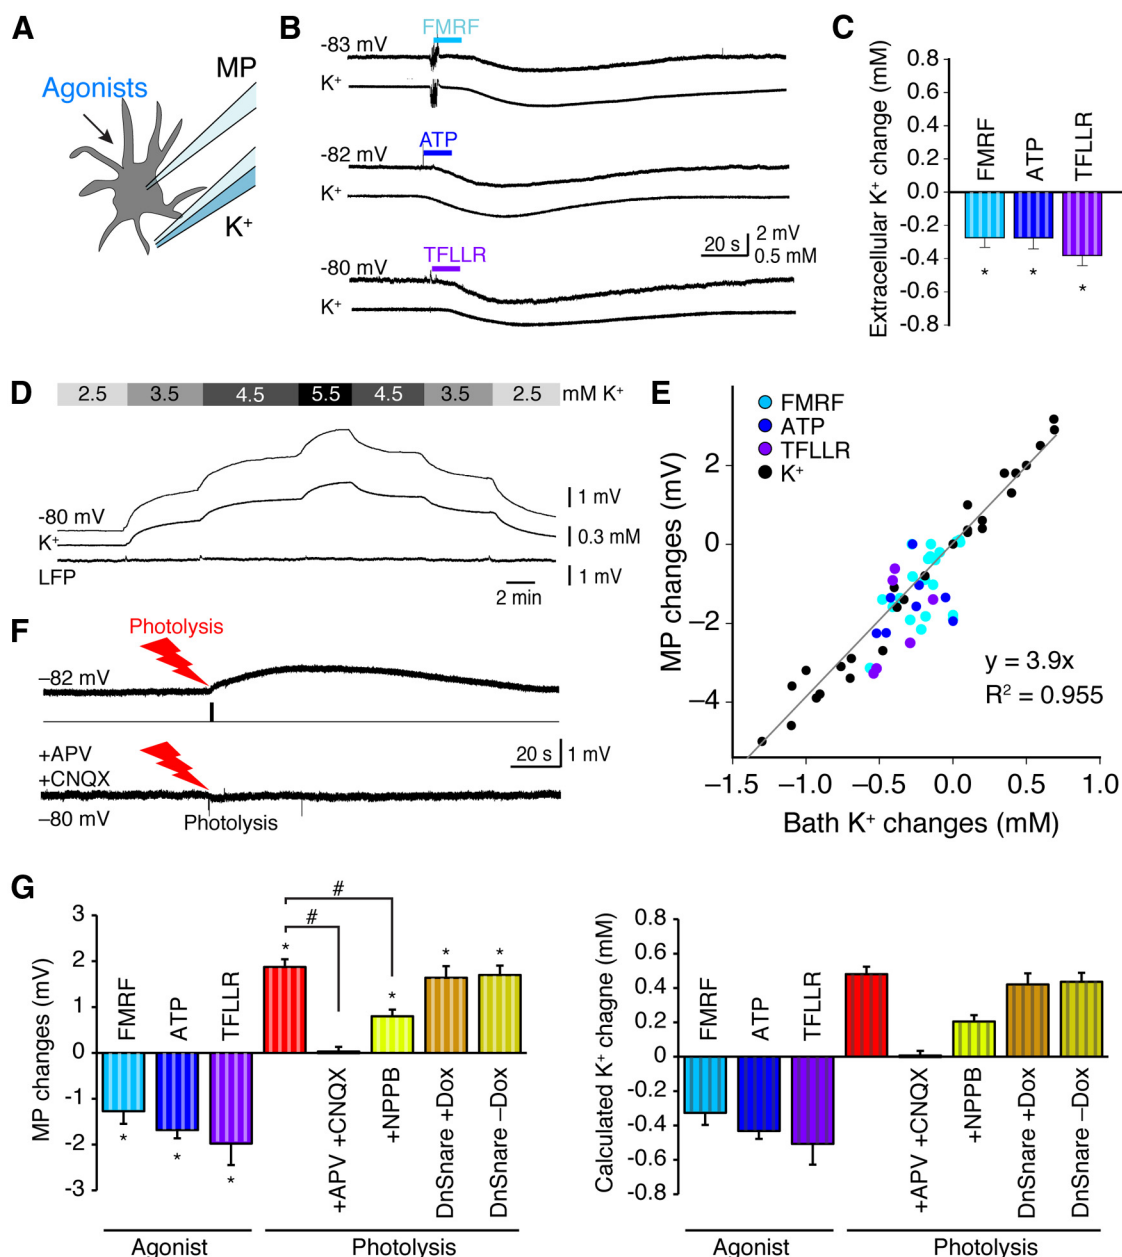 A
Agonists
MP
K⁺
B
FMRF
-83 mV
K⁺
ATP
-82 mV
K⁺
20 s
2 mV
0.5 mM
TFLLR
-80 mV
K⁺
C
Extracellular K⁺ change (mM)
0.8
0.6
0.4
0.2
0.0
-0.2
-0.4
-0.6
-0.8
FMRF
ATP
TFLLR
*
*
*
D
2.5 3.5 4.5 5.5 4.5 3.5 2.5 mM K⁺
1 mV
-80 mV
K⁺
0.3 mM
LFP
1 mV
2 min
E
FMRF
ATP
TFLLR
K⁺
MP changes (mV)
2
0
−2
−4
y = 3.9x
R² = 0.955
−1.5 −1.0 −0.5 0.0 0.5 1.0
Bath K⁺ changes (mM)
F
Photolysis
−82 mV
+APV
+CNQX
20 s
1 mV
−80 mV
Photolysis
G
MP changes (mV)
3
2
1
0
-1
-2
-3
FMRF
ATP
TFLLR
*
*
*
#
#
*
*
*
*
+APV +CNQX
+NPPB
DnSnare +Dox
DnSnare −Dox
Agonist
Photolysis
Calculated K⁺ chagne (mM)
0.8
0.6
0.4
0.2
0
-0.2
-0.4
-0.6
-0.8
FMRF
ATP
TFLLR
+APV +CNQX
+NPPB
DnSnare +Dox
DnSnare −Dox
Agonist
Photolysis